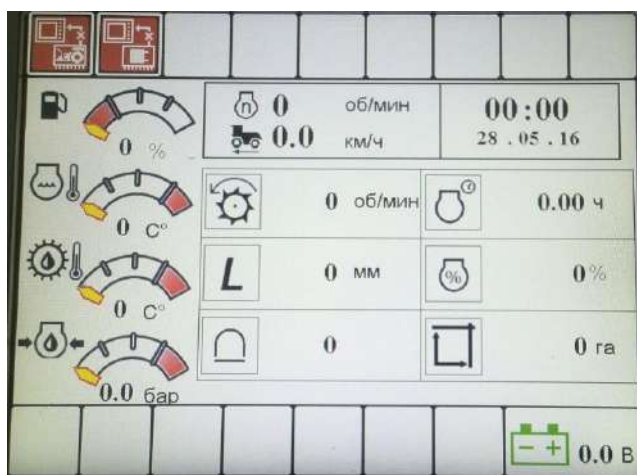 n 0 об/мин
0.0 км/ч
00:00
28 . 05 . 16
0 %
0 C°
0 C°
0.0 бар
0 об/мин
0.00 ч
L 0 мм
% 0 %
0
0 га
- + 0.0 В